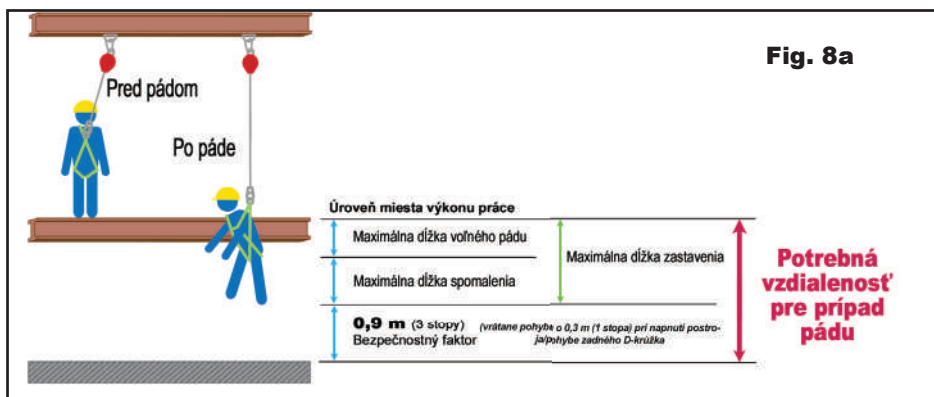 Fig. 8a
Pred pádom
Po páde
Úroveň miesta výkonu práce
Maximálna dĺžka voľného pádu
Maximálna dĺžka zastavenia
Maximálna dĺžka spomalenia
0,9 m (3 stopy)
Bezpečnostný faktor
(vrátane pohybe o 0,3 m (1 stopa) pri napnutí postro-
ja/pohybe zadného D-krúžka
Potrebná
vzdialenosť
pre prípad
pádu